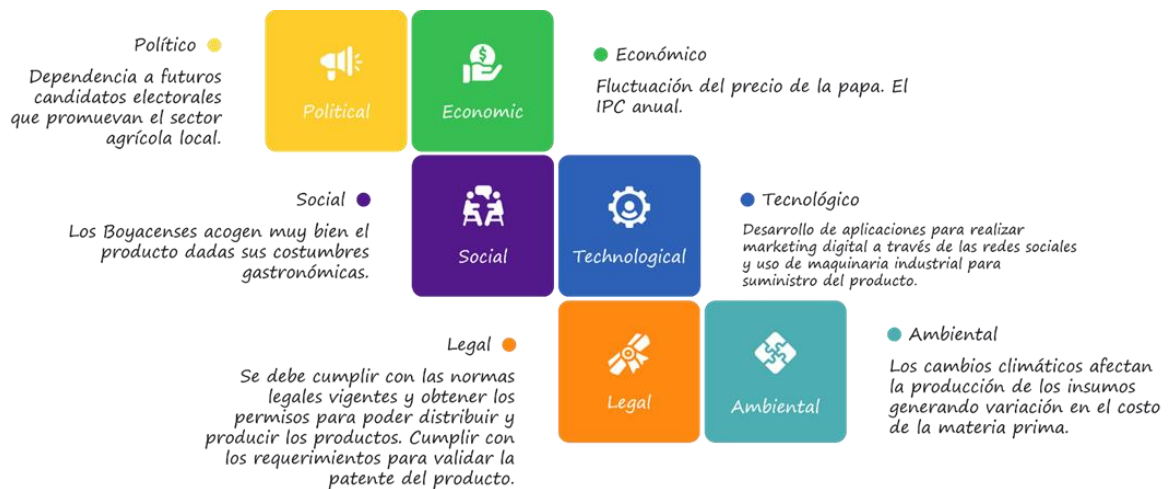 Político
Dependencia a futuros
candidatos electorales
que promuevan el sector
agrícola local.
Political
Economic
Económico
Fluctuación del precio de la papa. El
IPC anual.
Social
Los Boyacenses acogen muy bien el
producto dadas sus costumbres
gastronómicas.
Social
Technological
Tecnológico
Desarrollo de aplicaciones para realizar
marketing digital a través de las redes sociales
y uso de maquinaria industrial para
suministro del producto.
Legal
Se debe cumplir con las normas
legales vigentes y obtener los
permisos para poder distribuir y
producir los productos. Cumplir con
los requerimientos para validar la
patente del producto.
Legal
Ambiental
Ambiental
Los cambios climáticos afectan
la producción de los insumos
generando variación en el costo
de la materia prima.